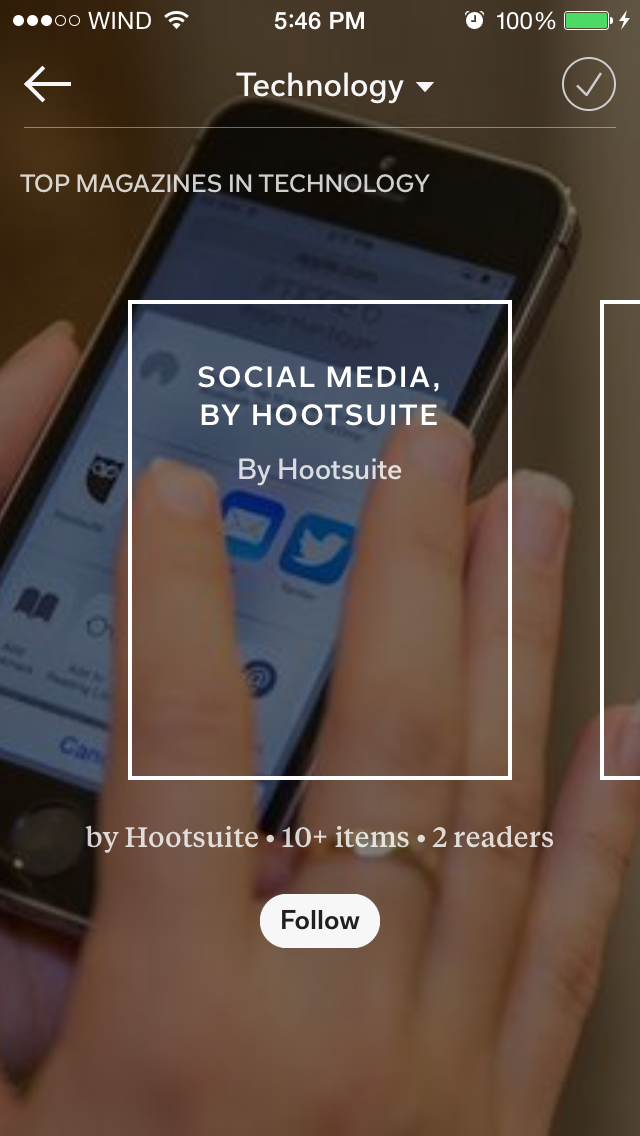 WIND 5:46 PM 100%
Technology
TOP MAGAZINES IN TECHNOLOGY
SOCIAL MEDIA,
BY HOOTSUITE
By Hootsuite
by Hootsuite • 10+ items • 2 readers
Follow